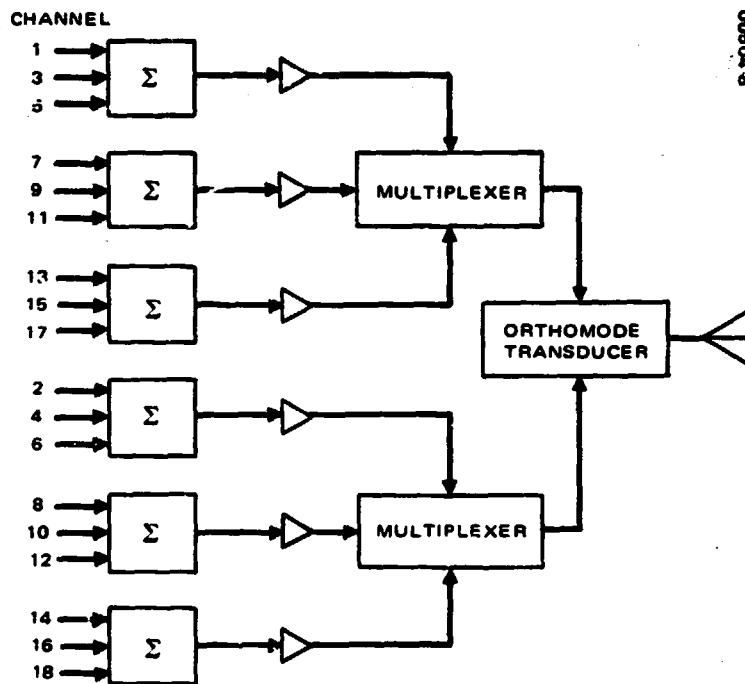 CHANNEL
1
3
5
Σ
7
9
11
Σ
MULTIPLEXER
13
15
17
Σ
ORTHOMODE
TRANSDUCER
2
4
6
Σ
8
10
12
Σ
MULTIPLEXER
14
16
18
Σ